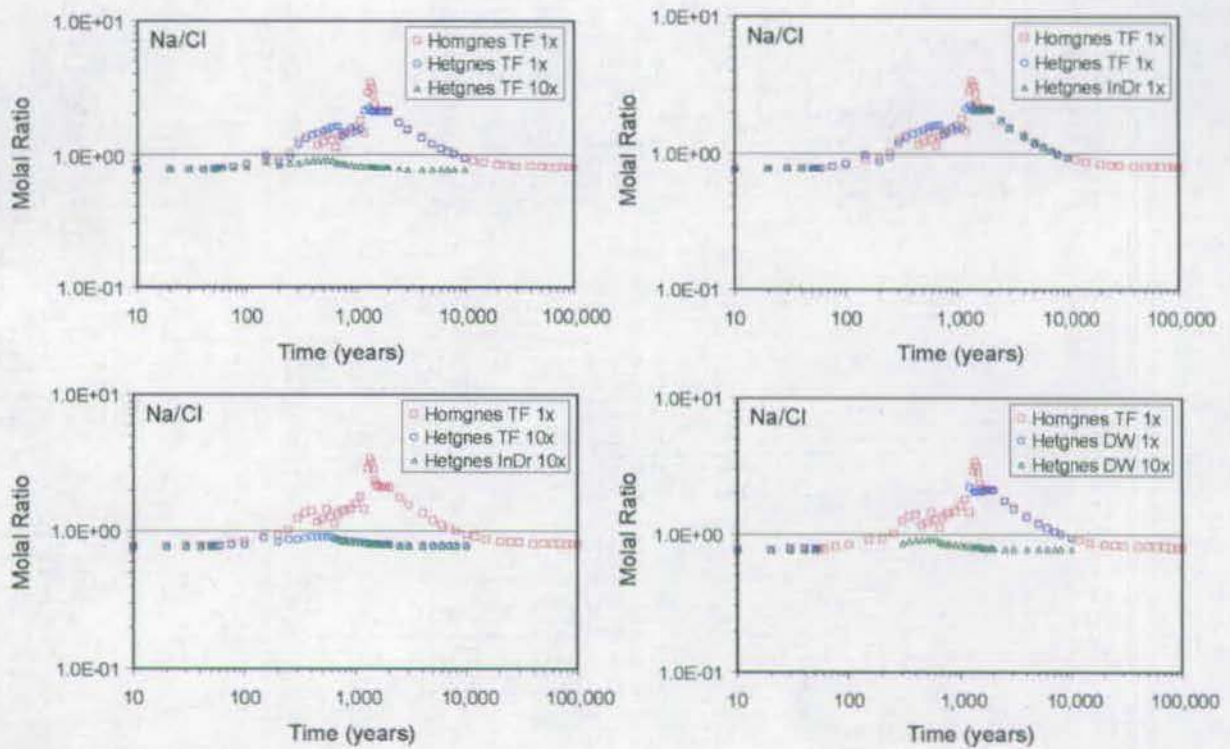 Na/Cl
Homgnes TF 1x
Hetgnes TF 1x
Hetgnes TF 10x
Molal Ratio
1.0E+01
1.0E+00
1.0E-01
10 100 1,000 10,000 100,000
Time (years)
Na/Cl
Homgnes TF 1x
Hetgnes TF 1x
Hetgnes InDr 1x
Molal Ratio
1.0E+01
1.0E+00
1.0E-01
10 100 1,000 10,000 100,000
Time (years)
Na/Cl
Homgnes TF 1x
Hetgnes TF 10x
Hetgnes InDr 10x
Molal Ratio
1.0E+01
1.0E+00
1.0E-01
10 100 1,000 10,000 100,000
Time (years)
Na/Cl
Homgnes TF 1x
Hetgnes DW 1x
Hetgnes DW 10x
Molal Ratio
1.0E+01
1.0E+00
1.0E-01
10 100 1,000 10,000 100,000
Time (years)